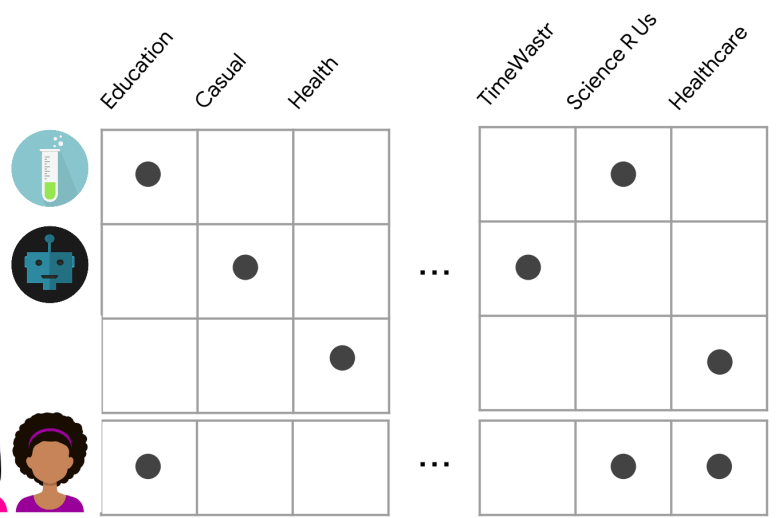 Education
Casual
Health
TimeWastr
Science R Us
Healthcare
...
...